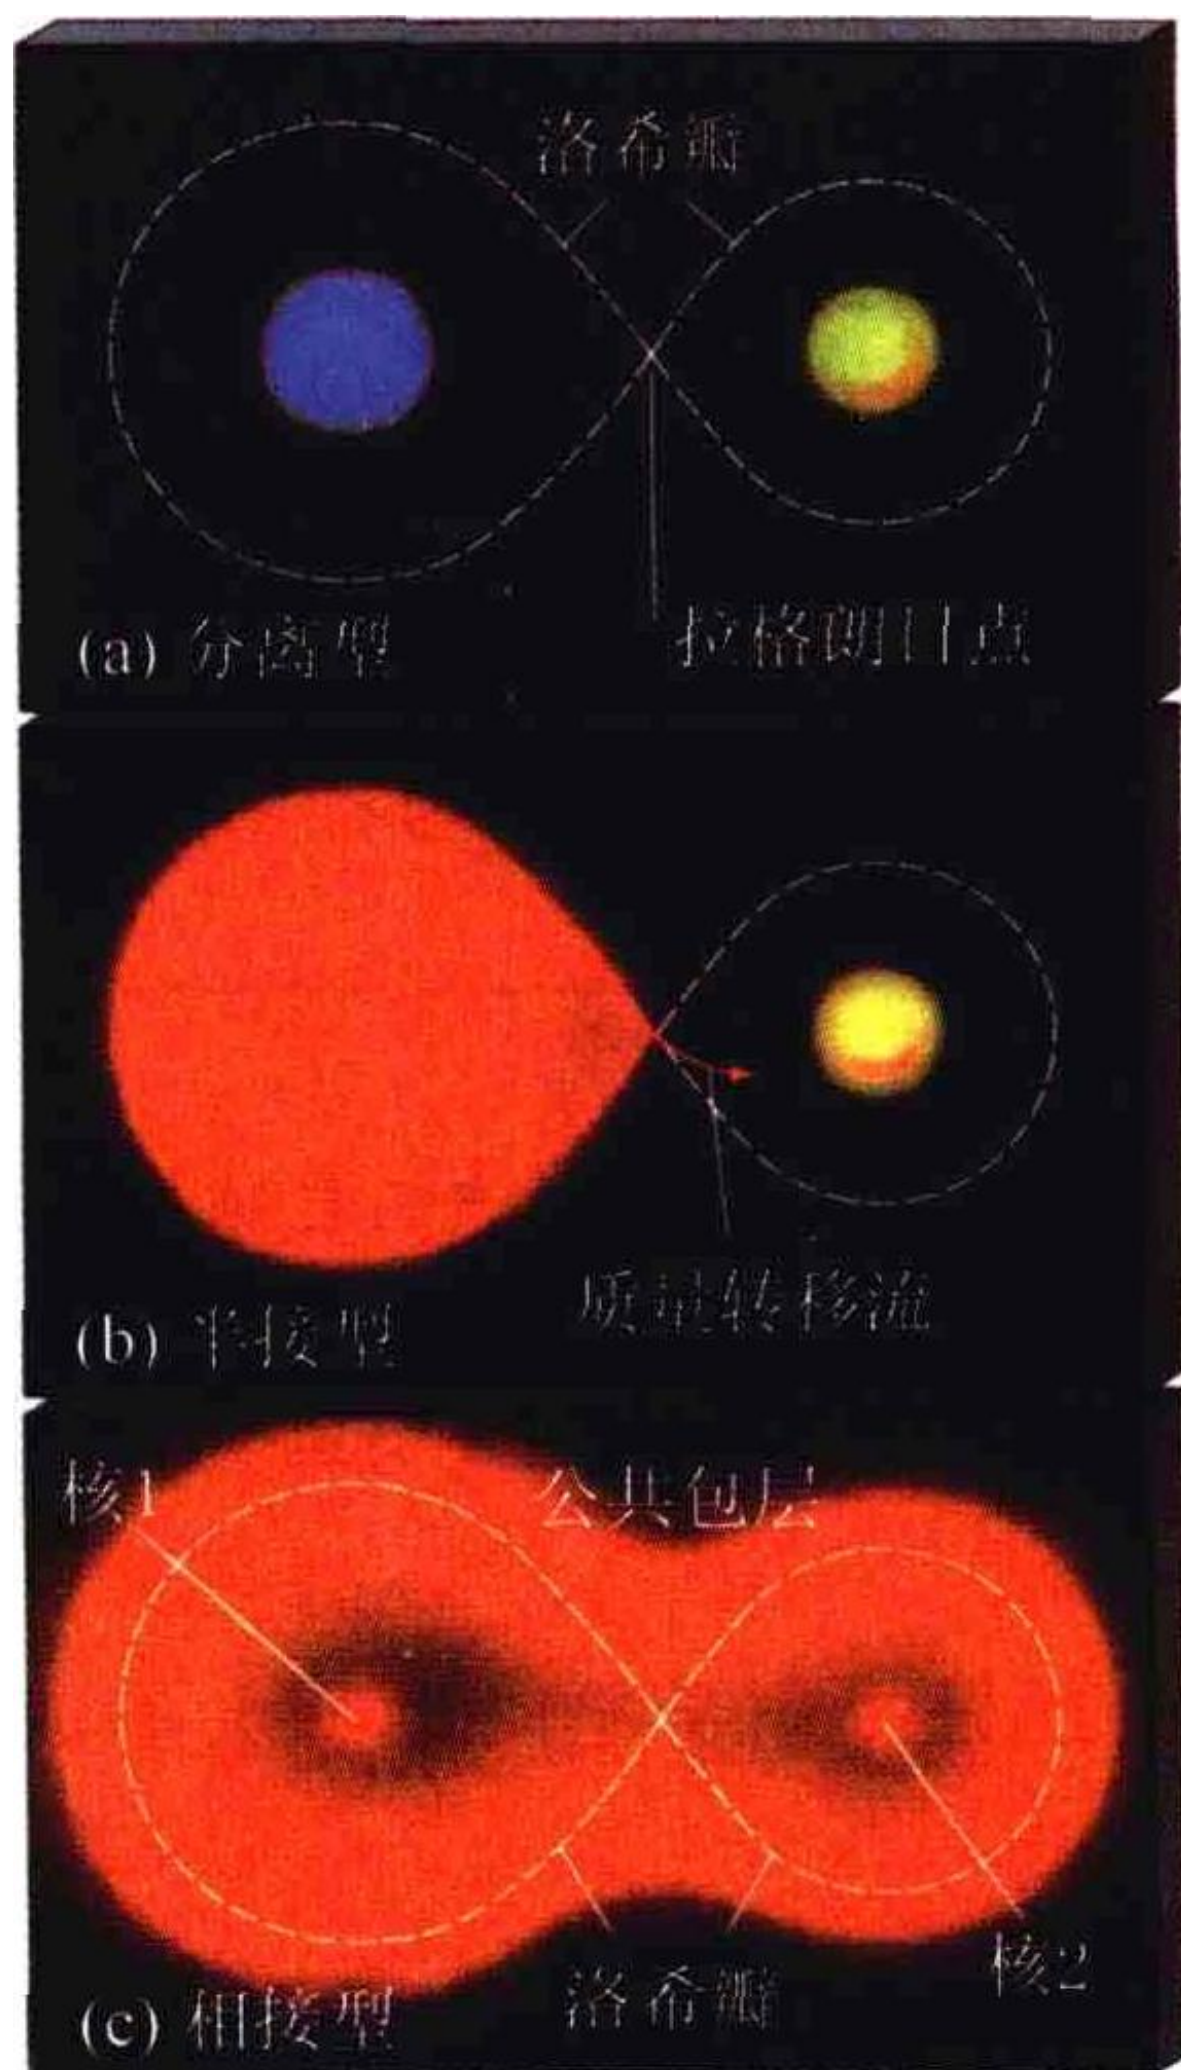 洛希瓣
(a) 分离型
拉格朗日点
质量转移流
(b) 半接型
核1
公共包层
核2
洛希瓣
(c) 相接型